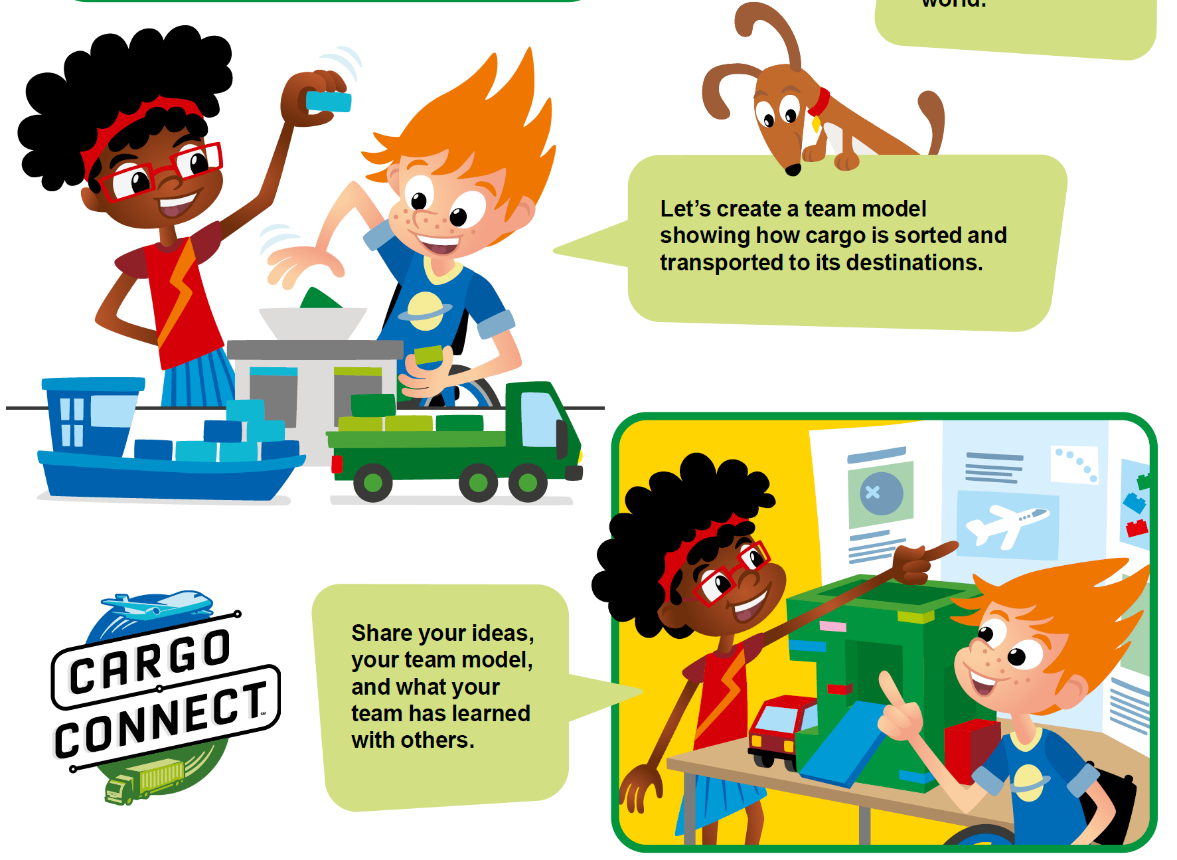 world.
Let's create a team model
showing how cargo is sorted and
transported to its destinations.
Share your ideas,
your team model,
and what your
team has learned
with others.
CARGO
CONNECT™